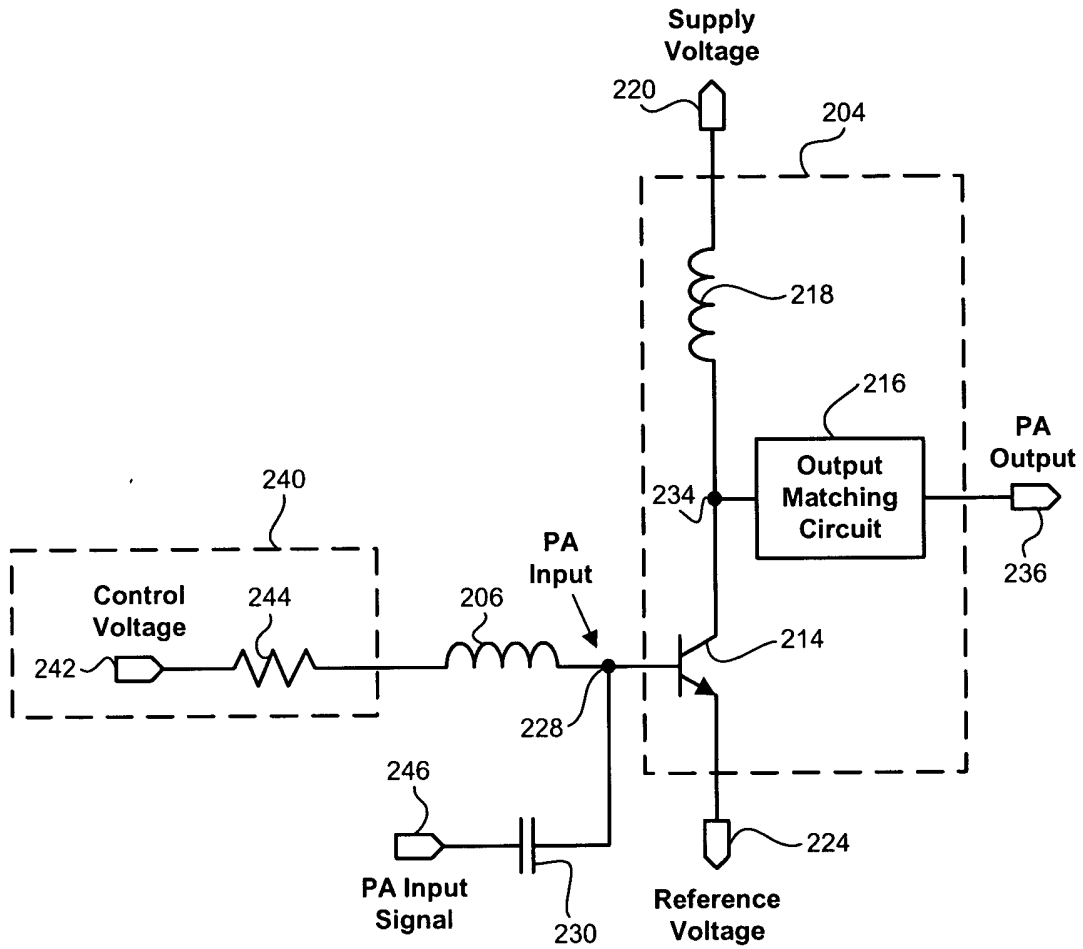 Supply
Voltage
220
204
218
216
Output
Matching
Circuit
234
PA
Output
236
240
Control
Voltage
244
242
206
PA
Input
228
214
246
PA Input
Signal
230
224
Reference
Voltage